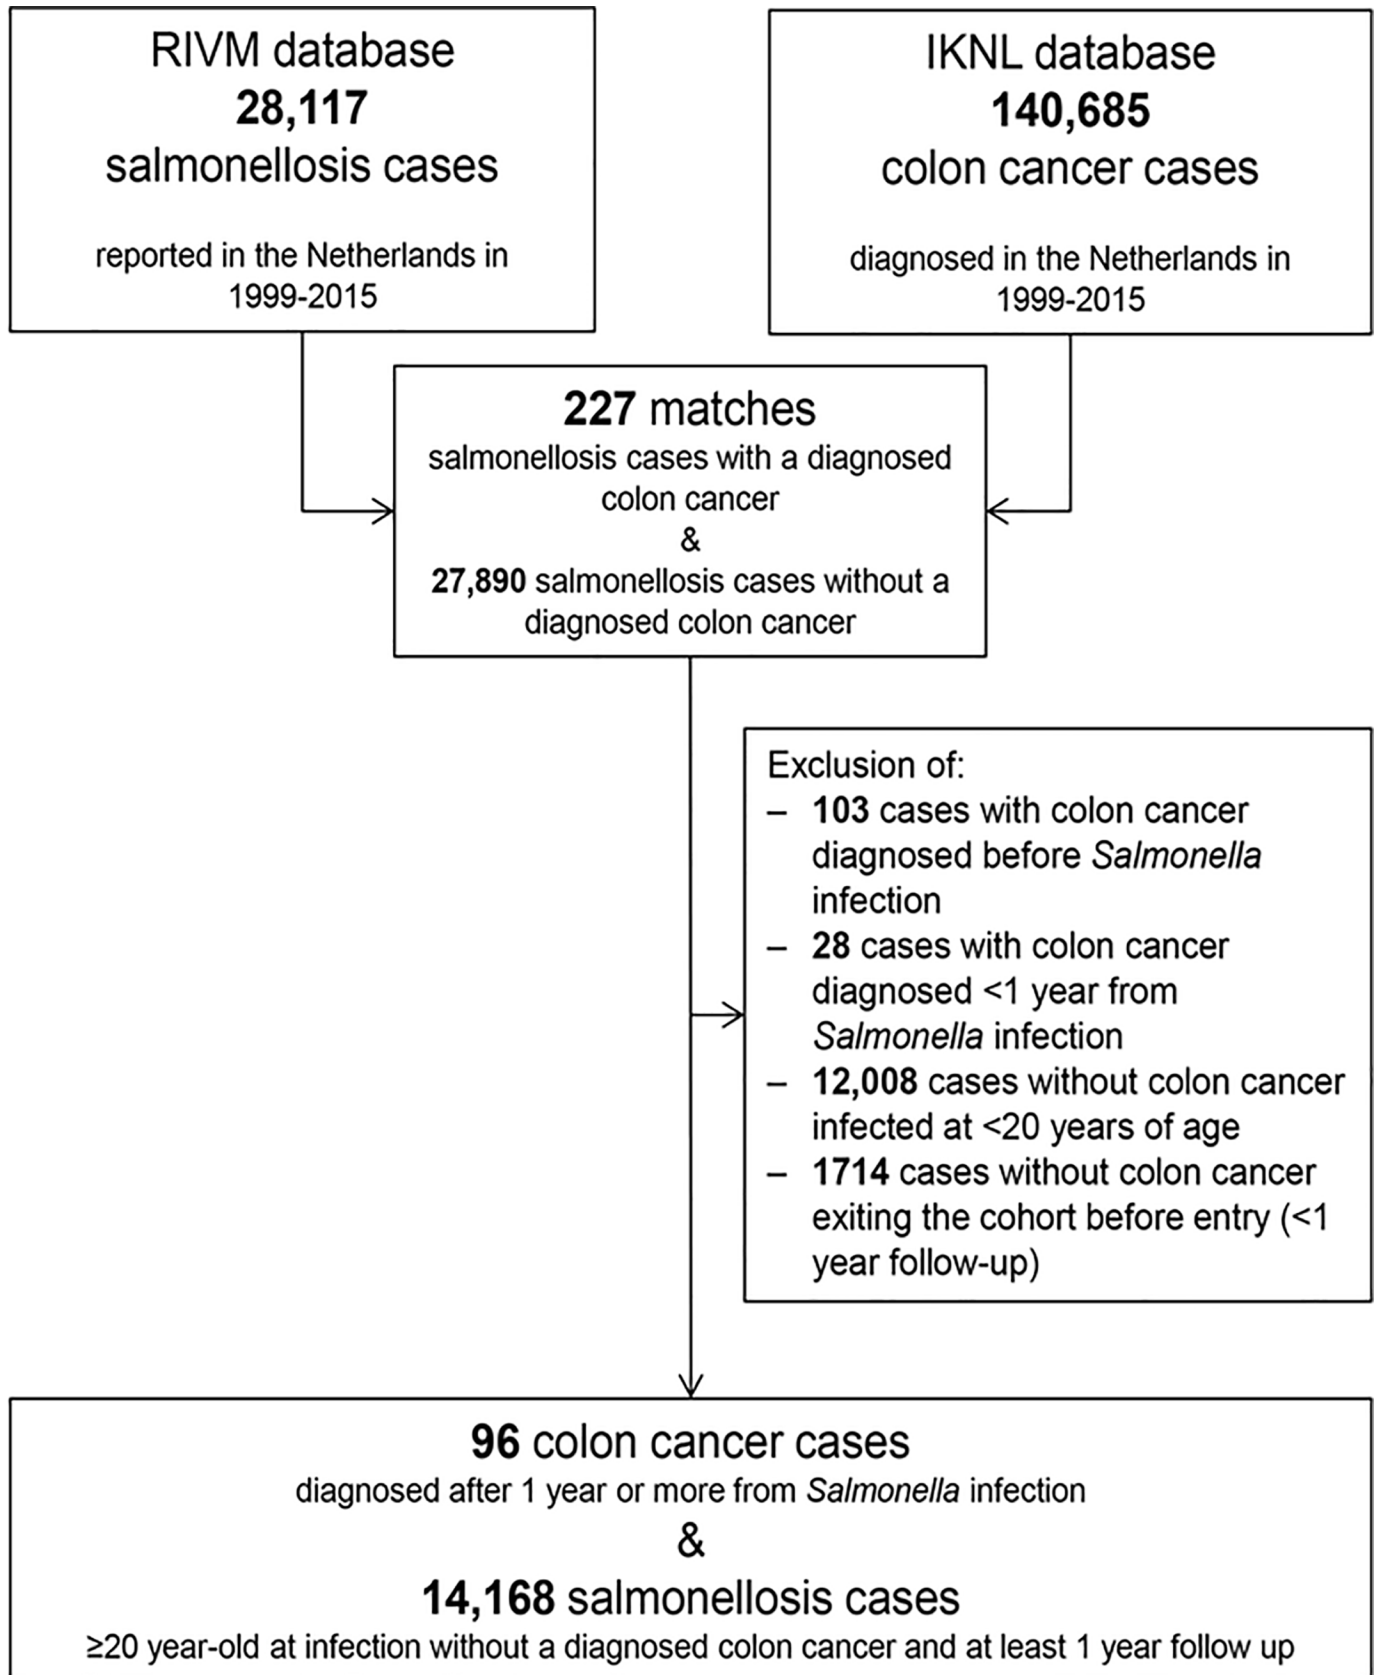 RIVM database
28,117
salmonellosis cases
reported in the Netherlands in
1999-2015
IKNL database
140,685
colon cancer cases
diagnosed in the Netherlands in
1999-2015
227 matches
salmonellosis cases with a diagnosed
colon cancer
&
27,890 salmonellosis cases without a
diagnosed colon cancer
Exclusion of:
– 103 cases with colon cancer
diagnosed before Salmonella
infection
– 28 cases with colon cancer
diagnosed <1 year from
Salmonella infection
– 12,008 cases without colon cancer
infected at <20 years of age
– 1714 cases without colon cancer
exiting the cohort before entry (<1
year follow-up)
96 colon cancer cases
diagnosed after 1 year or more from Salmonella infection
&
14,168 salmonellosis cases
≥20 year-old at infection without a diagnosed colon cancer and at least 1 year follow up